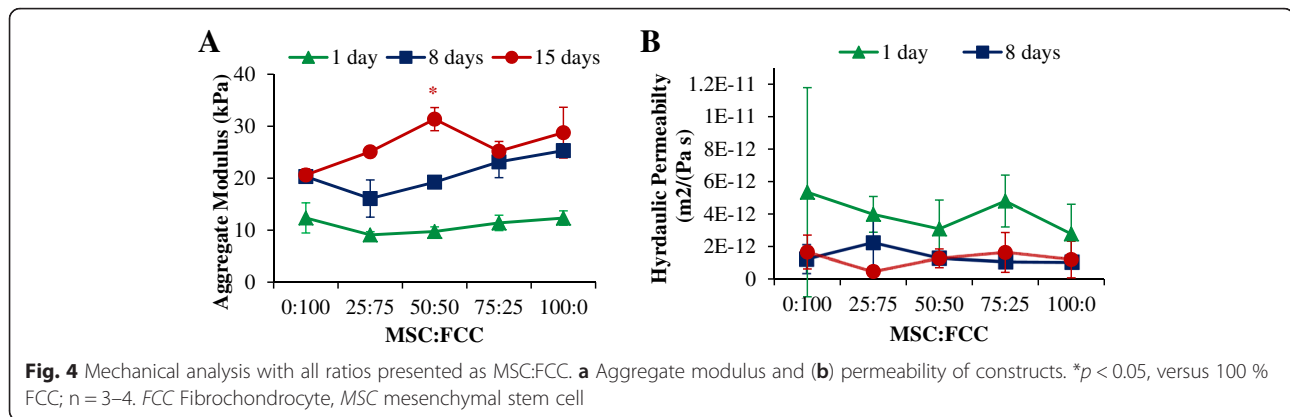 A
1 day 8 days 15 days
Aggregate Modulus (kPa)
40
30
20
10
0
*
0:100 25:75 50:50 75:25 100:0
MSC:FCC
B
1 day 8 days
Hyrdaulic Permeabilty
(m2/(Pa s)
1.2E-11
1E-11
8E-12
6E-12
4E-12
2E-12
0
0:100 25:75 50:50 75:25 100:0
MSC:FCC
Fig. 4 Mechanical analysis with all ratios presented as MSC:FCC. a Aggregate modulus and (b) permeability of constructs. *p < 0.05, versus 100 %
FCC; n = 3–4. FCC Fibrochondrocyte, MSC mesenchymal stem cell